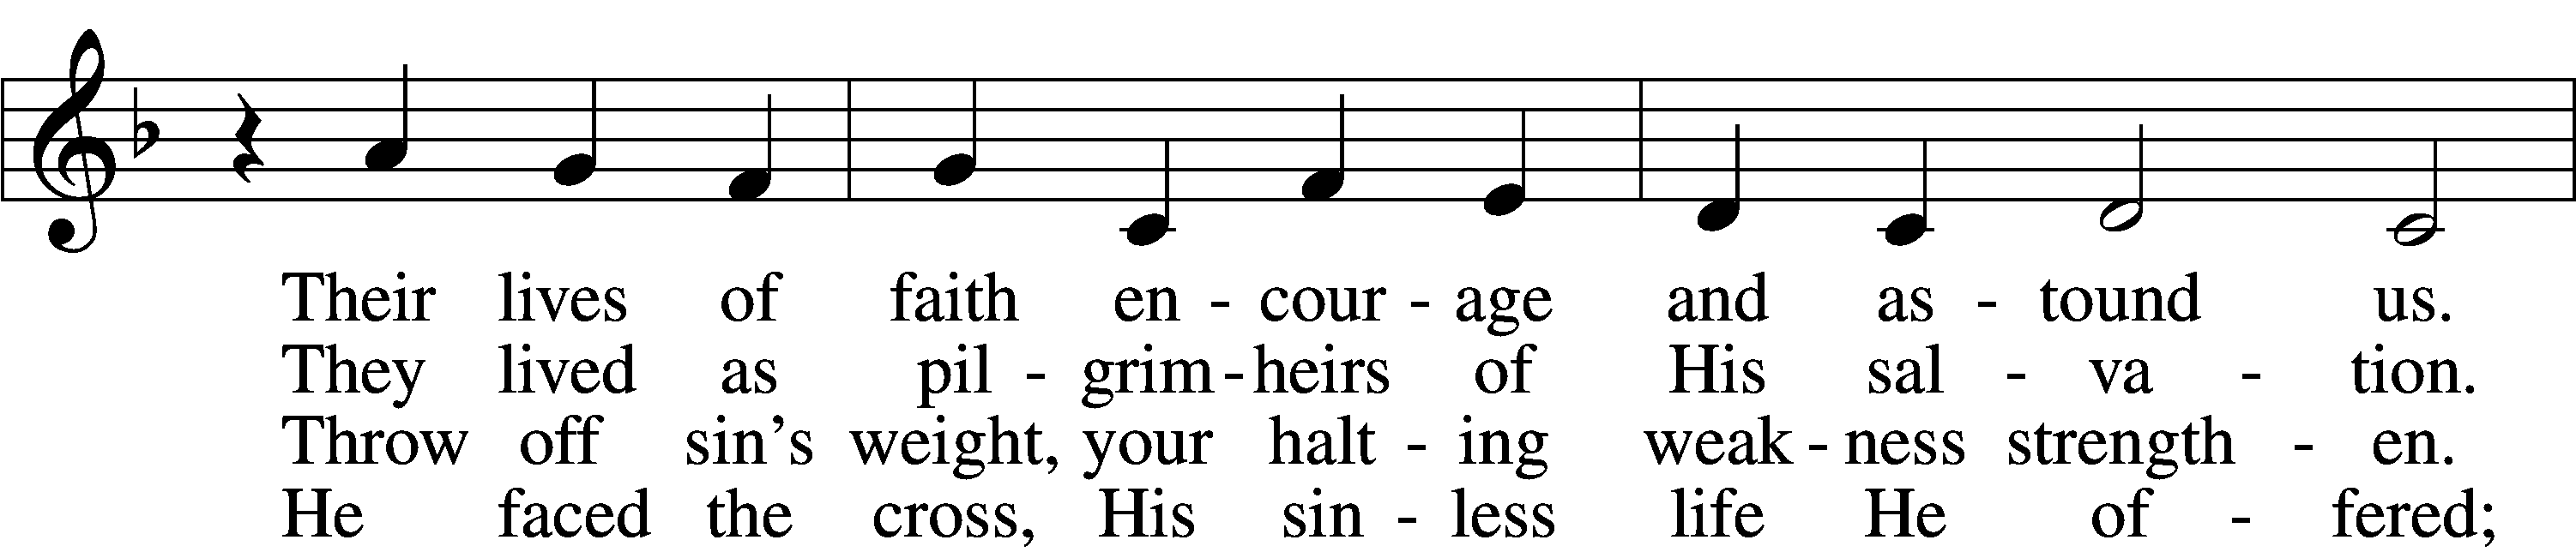 Their lives of faith en - cour - age and as - tound us.
They lived as pil - grim - heirs of His sal - va - tion.
Throw off sin's weight, your halt - ing weak - ness strength - en.
He faced the cross, His sin - less life He of - fered;